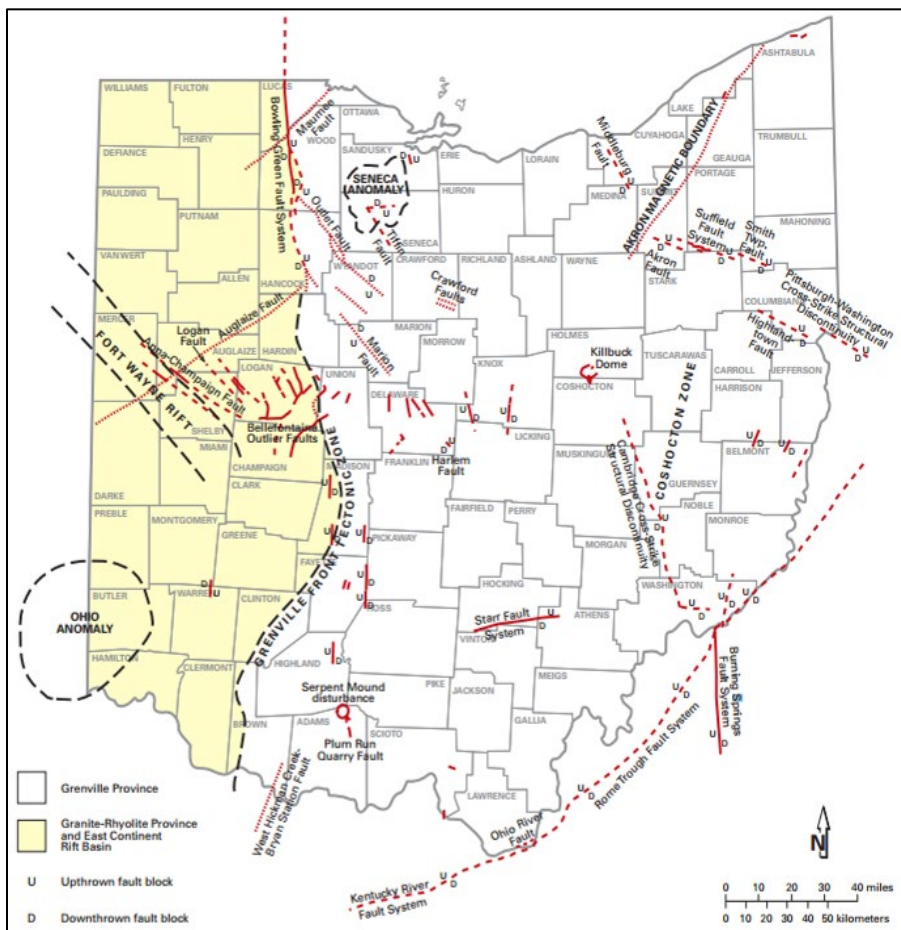 ASHTABULA
WILLIAMS
FULTON
LUCAS
LAKE
Bowling Green Fault System
Maumee
Fault
OTTAWA
WOOD
HENRY
SANDUSKY
ERIE
LORAIN
Middleburg
Fault
CUYAHOGA
GEAUGA
TRUMBULL
DEFIANCE
SENECA
ANOMALY
HURON
MEDINA
SUMMIT
PORTAGE
AKRON MAGNETIC BOUNDARY
PAULDING
PUTNAM
Outlet Fault
Tiffin
Fault
SENECA
MAHONING
Suffield
Fault
System
Smith
Twp.
Fault
VAN WERT
ALLEN
HANCOCK
WYANDOT
CRAWFORD
RICHLAND
ASHLAND
WAYNE
Akron
Fault
STARK
COLUMBIANA
Pittsburgh-Washington
Cross-Strike Structural
Discontinuity
Crawford
Faults
MERCER
Logan
Fault
Auglaize Fault
AUGLAIZE
HARDIN
MARION
Marion
Fault
MORROW
HOLMES
TUSCARAWAS
CARROLL
Highland-
town
Fault
JEFFERSON
HARRISON
FORT WAYNE RIFT
Anna-Champaign Fault
LOGAN
UNION
DELAWARE
KNOX
Killbuck
Dome
COSHOCTON
SHELBY
Bellefontaine
Outlier Faults
LICKING
COSHOCTON ZONE
BELMONT
MIAMI
CHAMPAIGN
FRANKLIN
Harlem
Fault
MUSKINGUM
GUERNSEY
DARKE
CLARK
MADISON
Cambridge Cross-Strike
Structural Discontinuity
NOBLE
MONROE
PREBLE
MONTGOMERY
GREENE
PICKAWAY
FAIRFIELD
PERRY
MORGAN
GRENVILLE FRONT TECTONIC ZONE
WASHINGTON
BUTLER
WARREN
CLINTON
ROSS
HOCKING
OHIO
ANOMALY
ATHENS
Starr Fault
System
VINTON
HAMILTON
CLERMONT
HIGHLAND
MEIGS
Burning Springs
Fault System
Serpent Mound
disturbance
PIKE
JACKSON
BROWN
ADAMS
SCIOTO
GALLIA
Plum Run
Quarry Fault
Rome Trough Fault System
West Hickman Creek-
Bryan Station Fault
LAWRENCE
Ohio River
Fault
Kentucky River
Fault System
Grenville Province
Granite-Rhyolite Province
and East Continent
Rift Basin
U Upthrown fault block
D Downthrown fault block
N
0 10 20 30 40 miles
0 10 20 30 40 50 kilometers